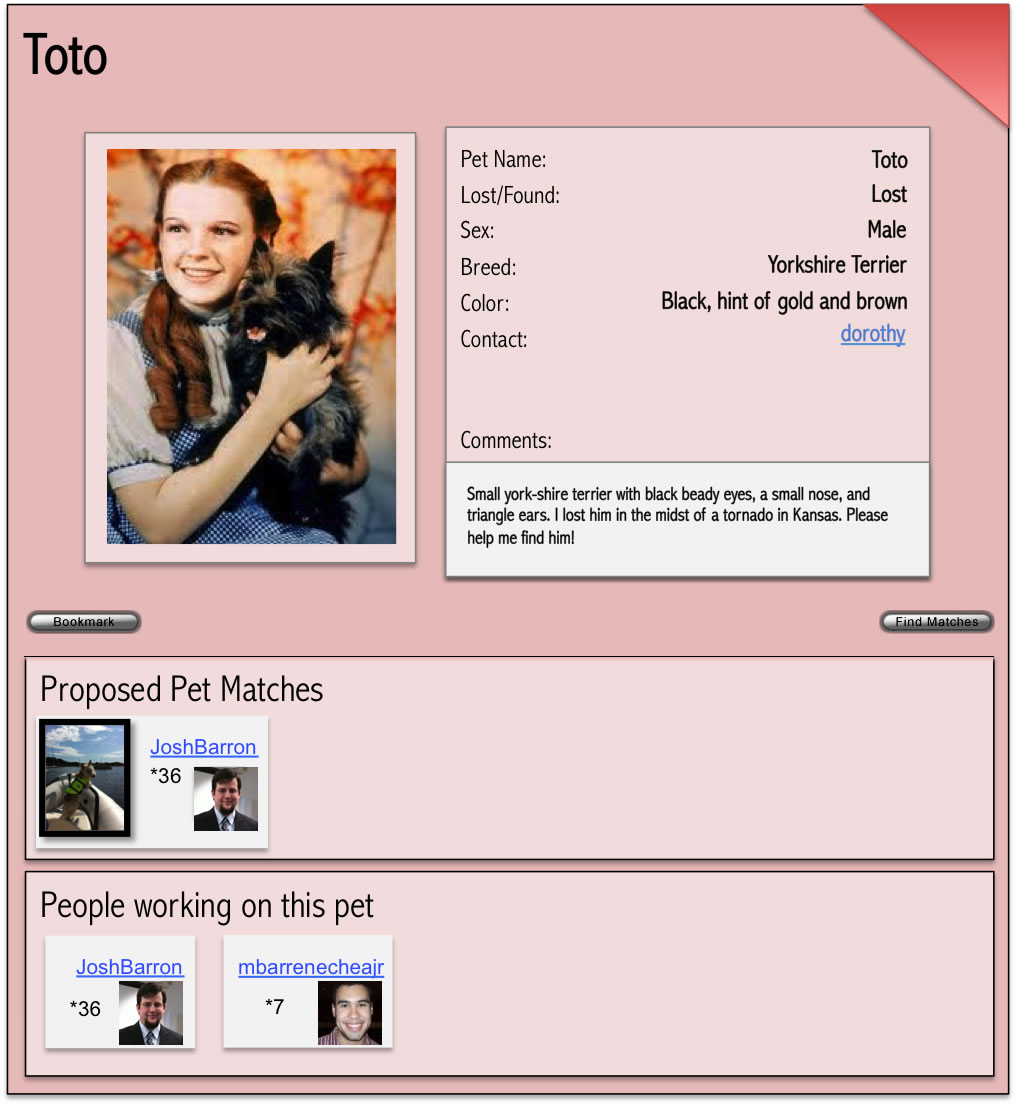 Toto
Pet Name: Toto
Lost/Found: Lost
Sex: Male
Breed: Yorkshire Terrier
Color: Black, hint of gold and brown
Contact: dorothy
Comments:
Small york-shire terrier with black beady eyes, a small nose, and
triangle ears. I lost him in the midst of a tornado in Kansas. Please
help me find him!
Bookmark
Find Matches
Proposed Pet Matches
JoshBarron
*36
People working on this pet
JoshBarron
*36
mbarrenecheajr
*7